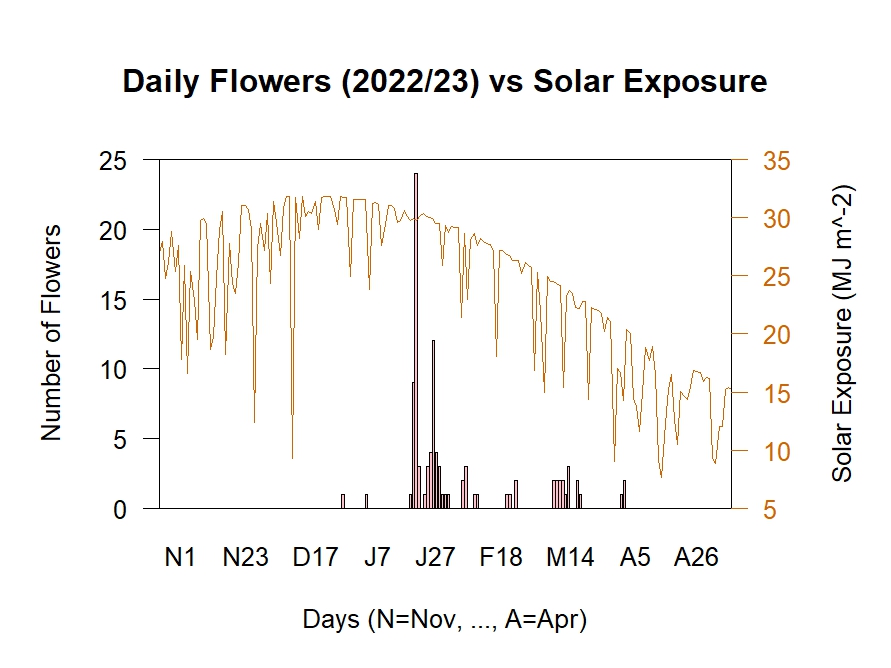 Daily Flowers (2022/23) vs Solar Exposure
25
20
15
10
5
0
Number of Flowers
35
30
25
20
15
10
5
Solar Exposure (MJ m^-2)
N1 N23 D17 J7 J27 F18 M14 A5 A26
Days (N=Nov, ..., A=Apr)